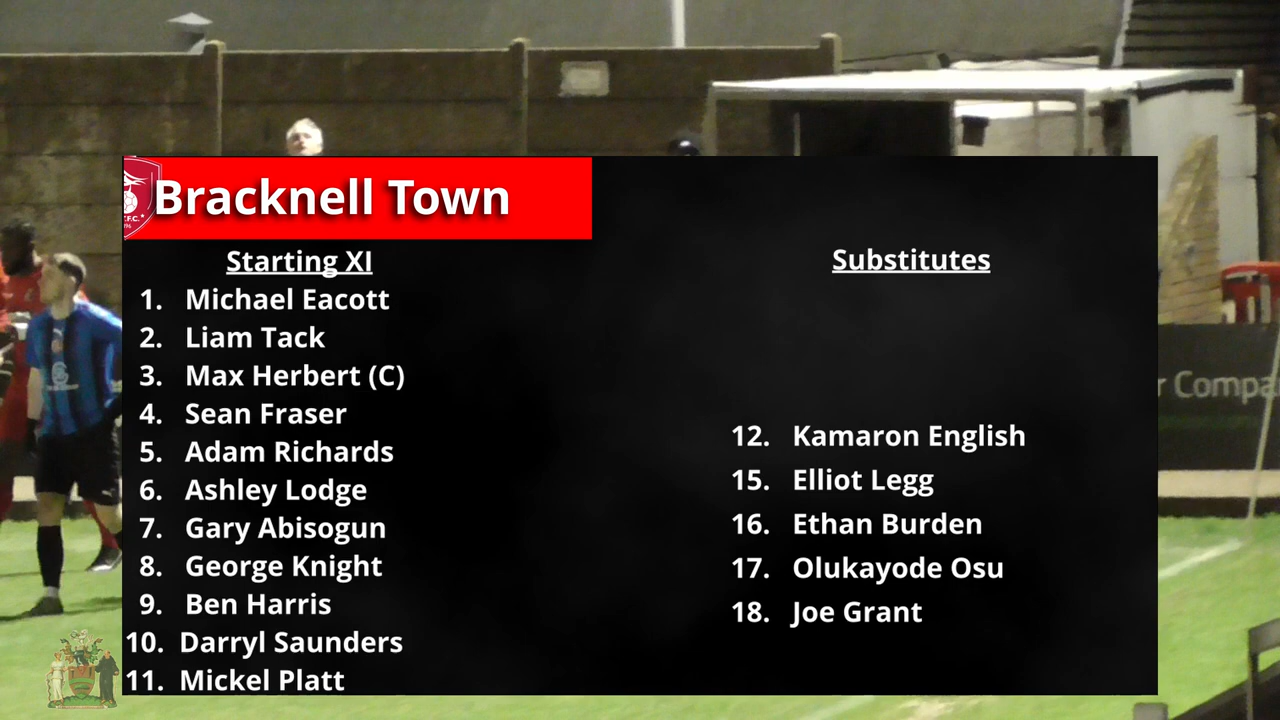 Bracknell Town
Starting XI
1. Michael Eacott
2. Liam Tack
3. Max Herbert (C)
4. Sean Fraser
5. Adam Richards
6. Ashley Lodge
7. Gary Abisogun
8. George Knight
9. Ben Harris
10. Darryl Saunders
11. Mickel Platt
Substitutes
12. Kamaron English
15. Elliot Legg
16. Ethan Burden
17. Olukayode Osu
18. Joe Grant
r Compa
F.C.